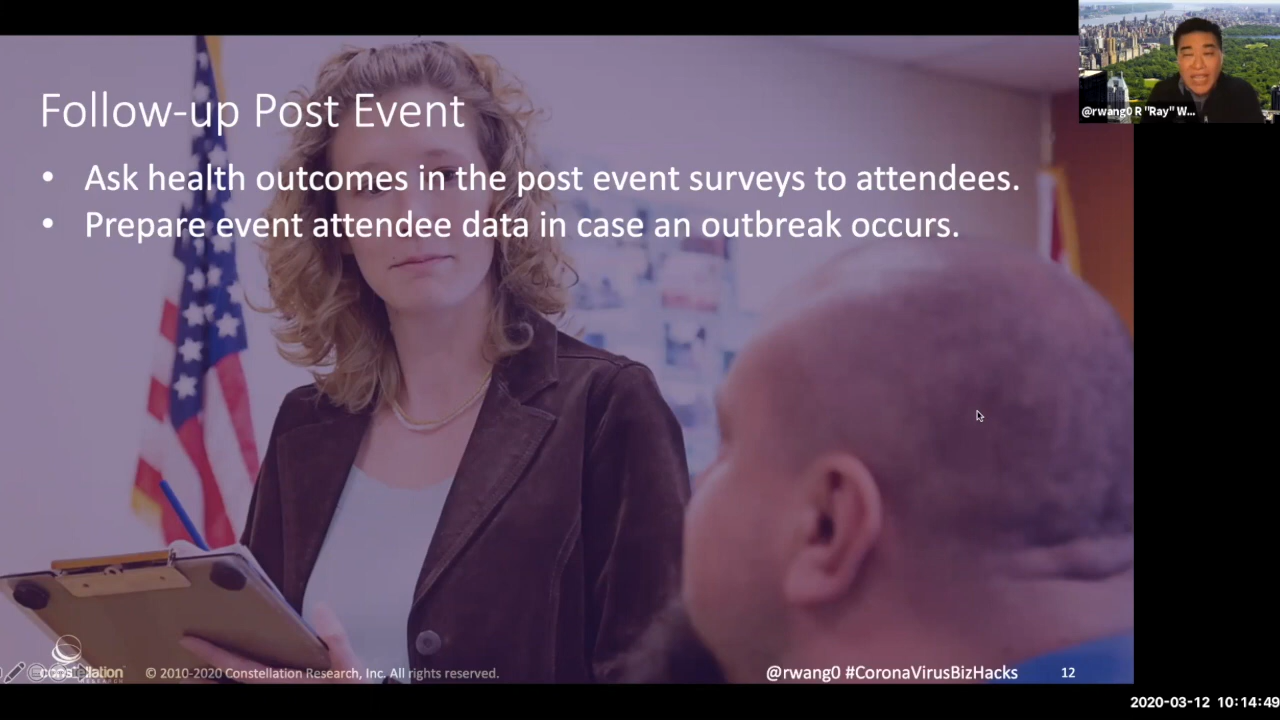 Follow-up Post Event
• Ask health outcomes in the post event surveys to attendees.
• Prepare event attendee data in case an outbreak occurs.
@rwang0 R "Ray" W...
constellation
© 2010-2020 Constellation Research, Inc. All rights reserved.
@rwang0 #CoronaVirusBizHacks
12
2020-03-12 10:14:49